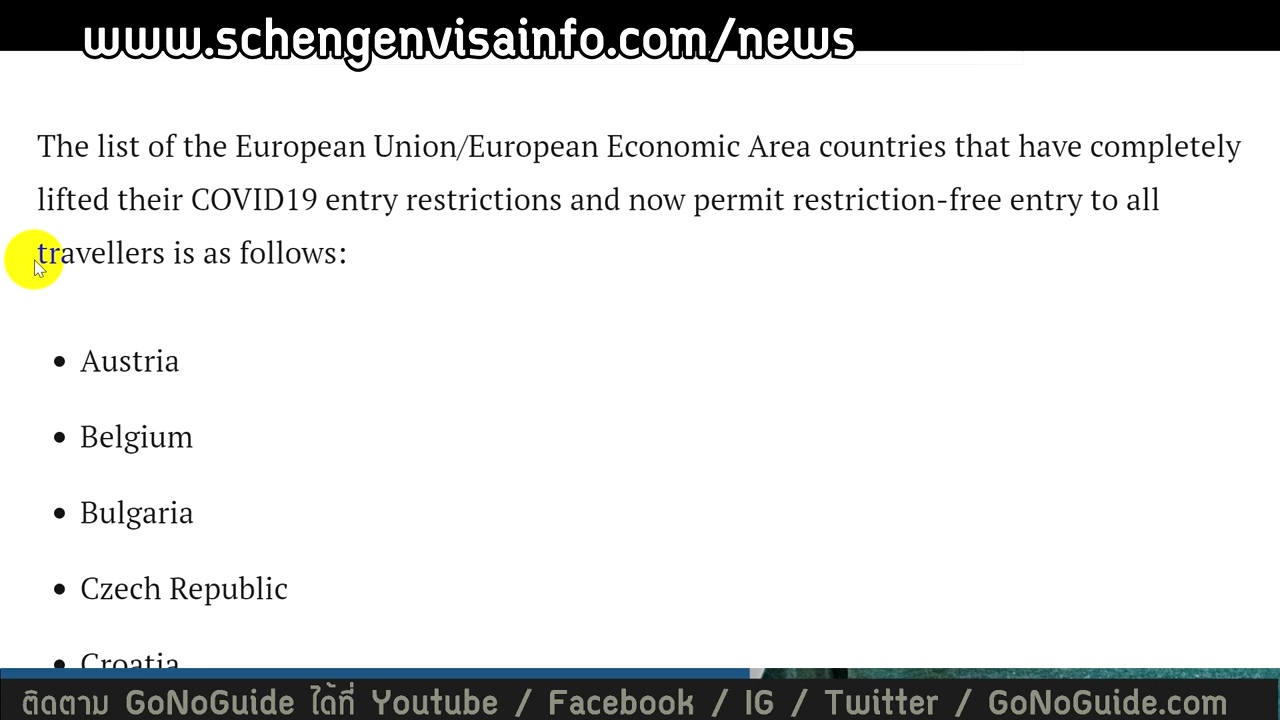 www.schengenvisainfo.com/news
The list of the European Union/European Economic Area countries that have completely
lifted their COVID19 entry restrictions and now permit restriction-free entry to all
travellers is as follows:
• Austria
• Belgium
• Bulgaria
• Czech Republic
• Croatia
ติดตาม GoNoGuide ได้ที่ Youtube / Facebook / IG / Twitter / GoNoGuide.com